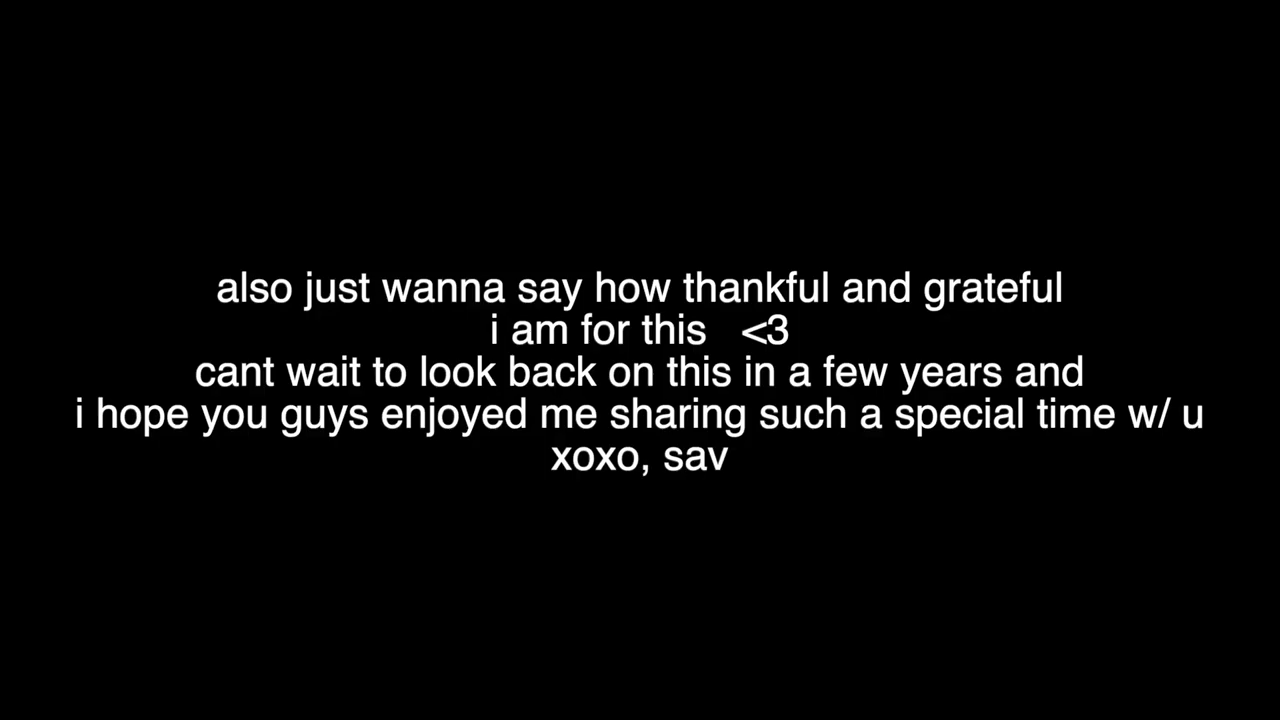 also just wanna say how thankful and grateful
i am for this <3
cant wait to look back on this in a few years and
i hope you guys enjoyed me sharing such a special time w/ u
xoxo, sav